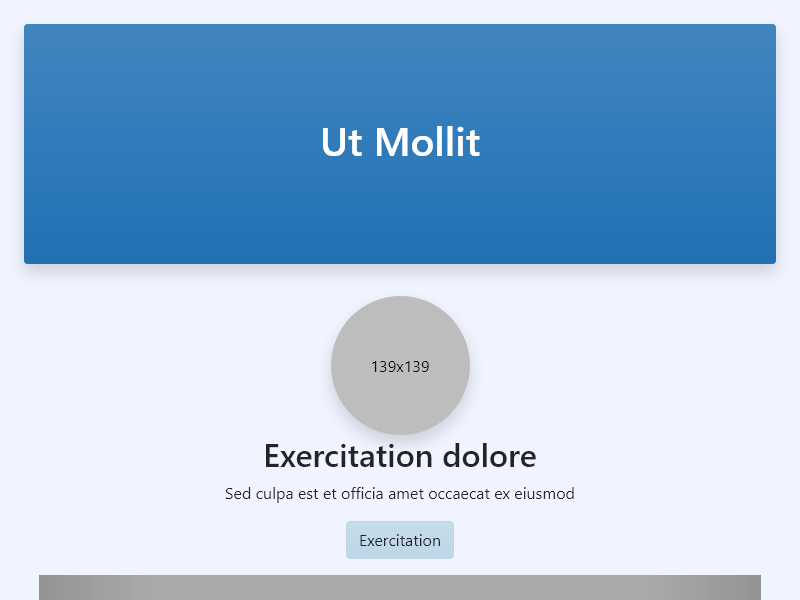 Ut Mollit
139x139
Exercitation dolore
Sed culpa est et officia amet occaecat ex eiusmod
Exercitation